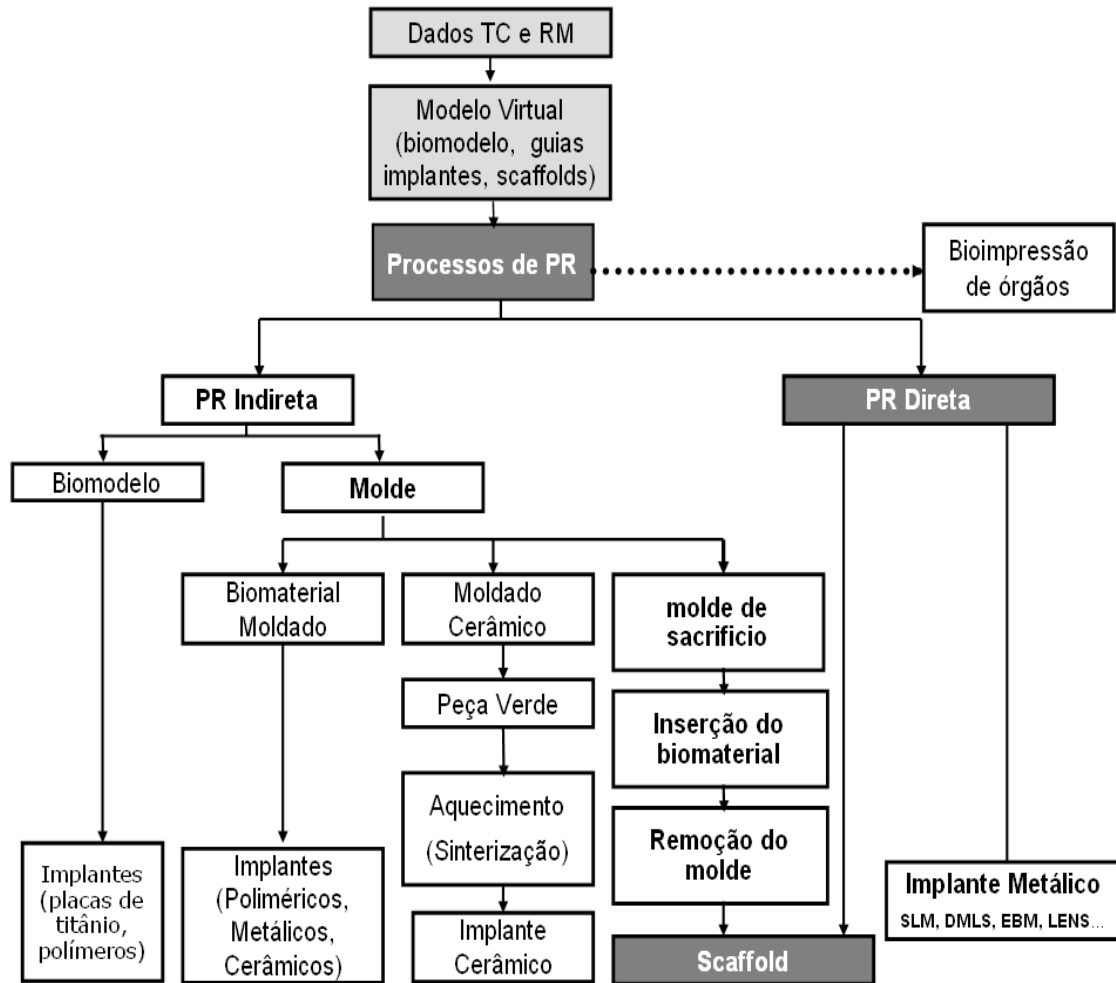 Dados TC e RM
Modelo Virtual
(biomodelo, guias
implantes, scaffolds)
Processos de PR
Bioimpressão
de órgãos
PR Indireta
PR Direta
Biomodelo
Molde
Biomaterial
Moldado
Moldado
Cerâmico
molde de
sacrificio
Peça Verde
Inserção do
biomaterial
Aquecimento
(Sinterização)
Remoção do
molde
Implantes
(placas de
titânio,
polímeros)
Implantes
(Poliméricos,
Metálicos,
Cerâmicos)
Implante
Cerâmico
Scaffold
Implante Metálico
SLM, DMLS, EBM, LENS...